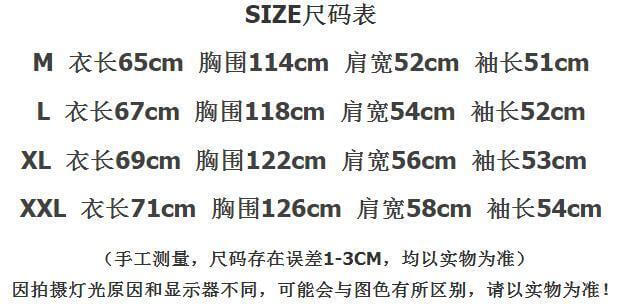 SIZE尺码表
M 衣长65cm 胸围114cm 肩宽52cm 袖长51cm
L 衣长67cm 胸围118cm 肩宽54cm 袖长52cm
XL 衣长69cm 胸围122cm 肩宽56cm 袖长53cm
XXL 衣长71cm 胸围126cm 肩宽58cm 袖长54cm
（手工测量，尺码存在误差1-3CM，均以实物为准）
因拍摄灯光原因和显示器不同，可能会与图色有所区别，请以实物为准！